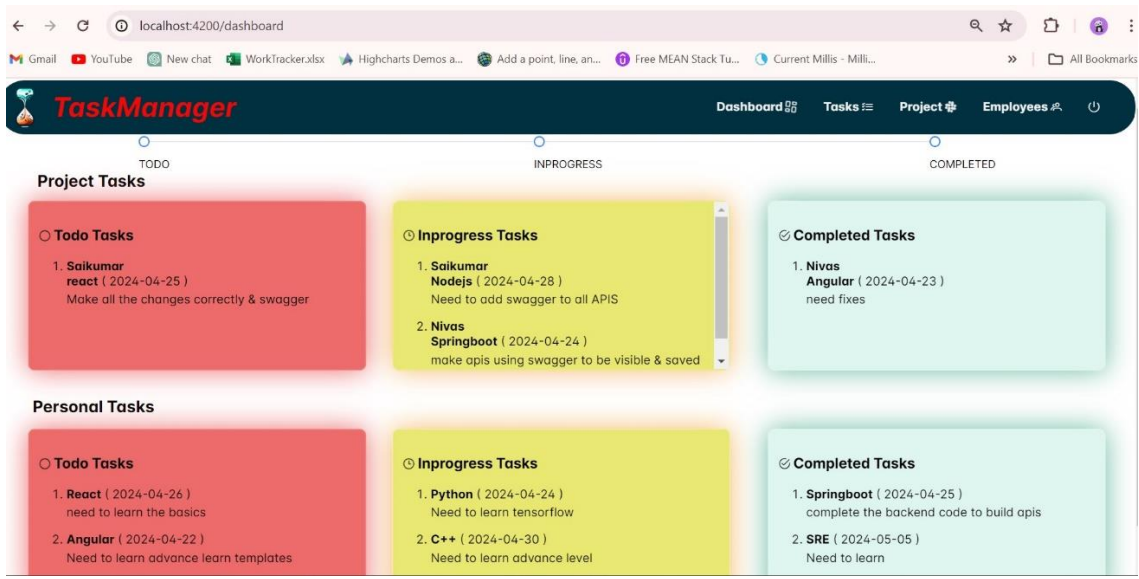 localhost:4200/dashboard
Gmail YouTube New chat WorkTracker.xlsx Highcharts Demos a... Add a point, line, an... Free MEAN Stack Tu... Current Millis - Milli... » All Bookmarks
TaskManager Dashboard Tasks Project Employees
TODO INPROGRESS COMPLETED
Project Tasks
Todo Tasks
1. Saikumar
react ( 2024-04-25 )
Make all the changes correctly & swagger
Inprogress Tasks
1. Saikumar
Nodejs ( 2024-04-28 )
Need to add swagger to all APIS
2. Nivas
Springboot ( 2024-04-24 )
make apis using swagger to be visible & saved
Completed Tasks
1. Nivas
Angular ( 2024-04-23 )
need fixes
Personal Tasks
Todo Tasks
1. React ( 2024-04-26 )
need to learn the basics
2. Angular ( 2024-04-22 )
Need to learn advance learn templates
Inprogress Tasks
1. Python ( 2024-04-24 )
Need to learn tensorflow
2. C++ ( 2024-04-30 )
Need to learn advance level
Completed Tasks
1. Springboot ( 2024-04-25 )
complete the backend code to build apis
2. SRE ( 2024-05-05 )
Need to learn